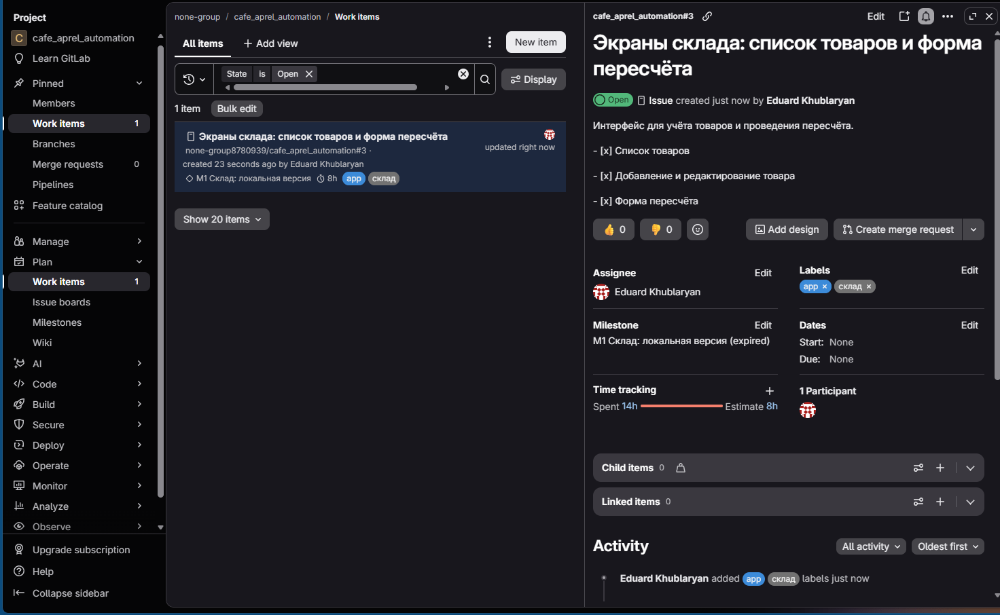 Project
C cafe_aprel_automation
Learn GitLab
Pinned
Members
Work items 1
Branches
Merge requests 0
Pipelines
Feature catalog
Manage
Plan
Work items 1
Issue boards
Milestones
Wiki
AI
Code
Build
Secure
Deploy
Operate
Monitor
Analyze
Observe
Upgrade subscription
Help
Collapse sidebar
none-group / cafe_aprel_automation / Work items
All items + Add view
New item
State is Open
Display
1 item Bulk edit
Экраны склада: список товаров и форма пересчёта
none-group8780939/cafe_aprel_automation#3 ·
updated right now
created 23 seconds ago by Eduard Khublaryan
М1 Склад: локальная версия 8h app склад
Show 20 items
cafe_aprel_automation#3
Edit
Экраны склада: список товаров и форма
пересчёта
Open Issue created just now by Eduard Khublaryan
Интерфейс для учёта товаров и проведения пересчёта.
- [x] Список товаров
- [x] Добавление и редактирование товара
- [x] Форма пересчёта
0 0 Add design Create merge request
Assignee Edit
Eduard Khublaryan
Labels Edit
app × склад ×
Milestone Edit
М1 Склад: локальная версия (expired)
Dates Edit
Start: None
Due: None
Time tracking
Spent 14h Estimate 8h
1 Participant
Child items 0
Linked items 0
Activity
All activity Oldest first
Eduard Khublaryan added app склад labels just now